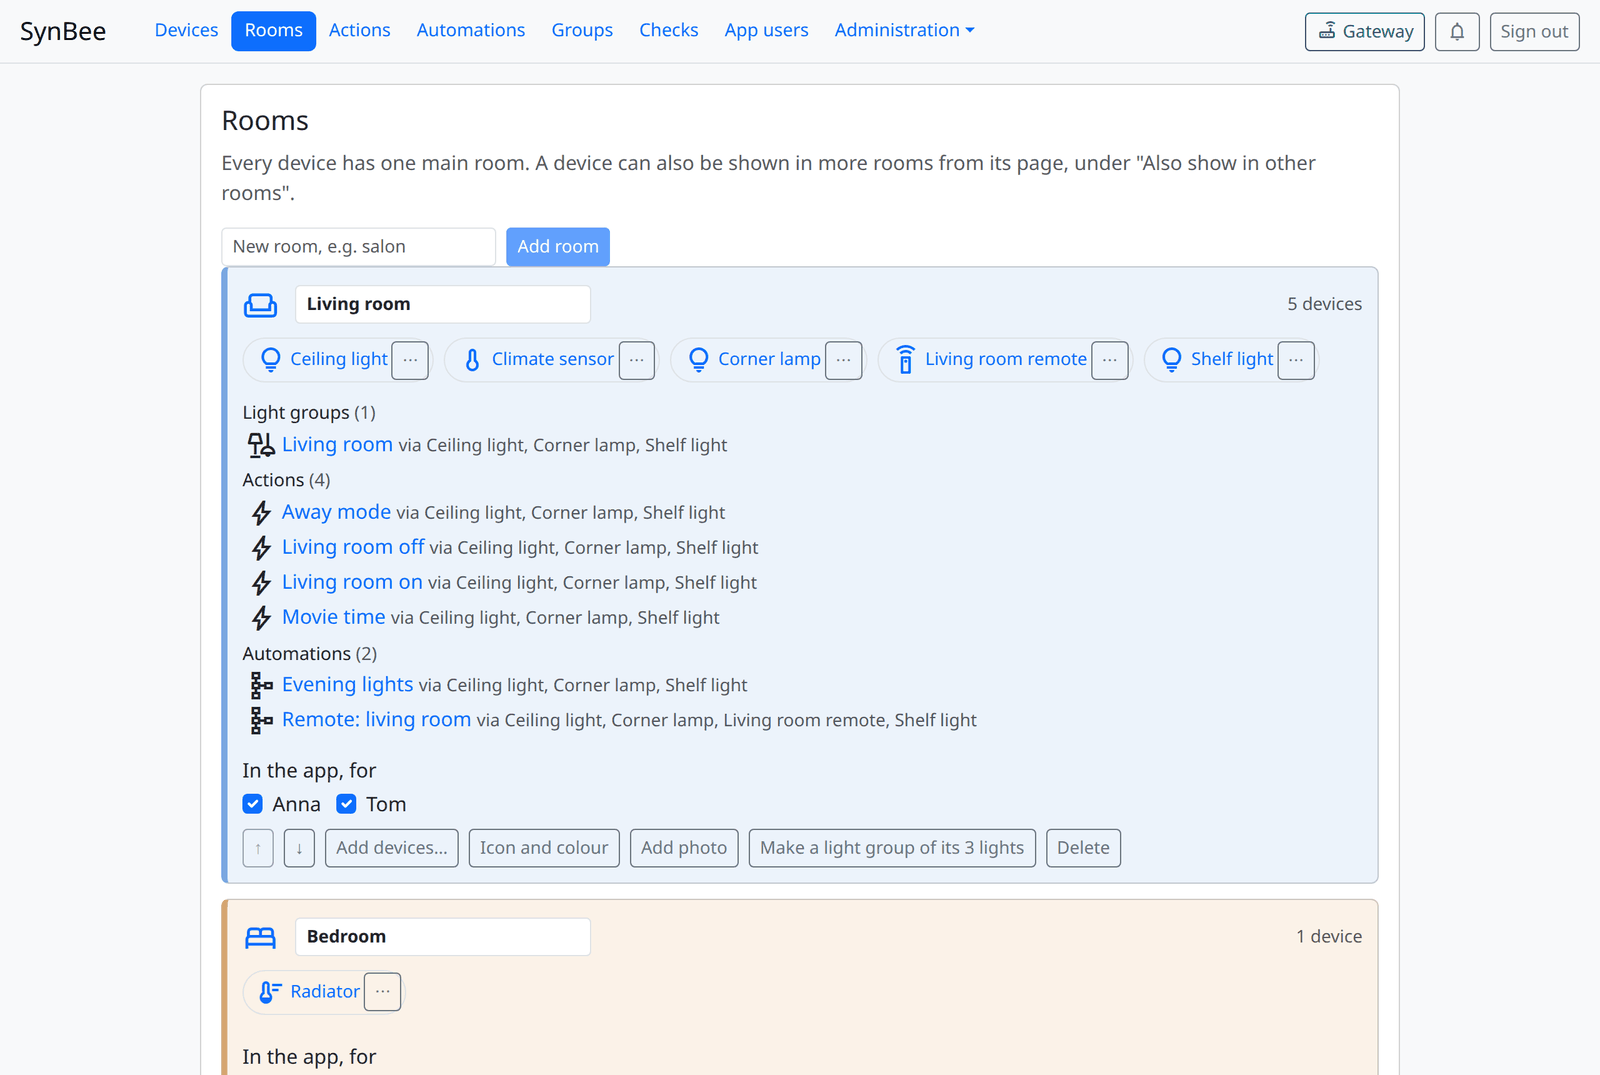 SynBee
Devices
Rooms
Actions
Automations
Groups
Checks
App users
Administration
Gateway
Sign out
Rooms
Every device has one main room. A device can also be shown in more rooms from its page, under "Also show in other
rooms".
New room, e.g. salon
Add room
Living room
5 devices
Ceiling light ...
Climate sensor ...
Corner lamp ...
Living room remote ...
Shelf light ...
Light groups (1)
Living room via Ceiling light, Corner lamp, Shelf light
Actions (4)
Away mode via Ceiling light, Corner lamp, Shelf light
Living room off via Ceiling light, Corner lamp, Shelf light
Living room on via Ceiling light, Corner lamp, Shelf light
Movie time via Ceiling light, Corner lamp, Shelf light
Automations (2)
Evening lights via Ceiling light, Corner lamp, Shelf light
Remote: living room via Ceiling light, Corner lamp, Living room remote, Shelf light
In the app, for
Anna
Tom
↑
↓
Add devices...
Icon and colour
Add photo
Make a light group of its 3 lights
Delete
Bedroom
1 device
Radiator ...
In the app, for